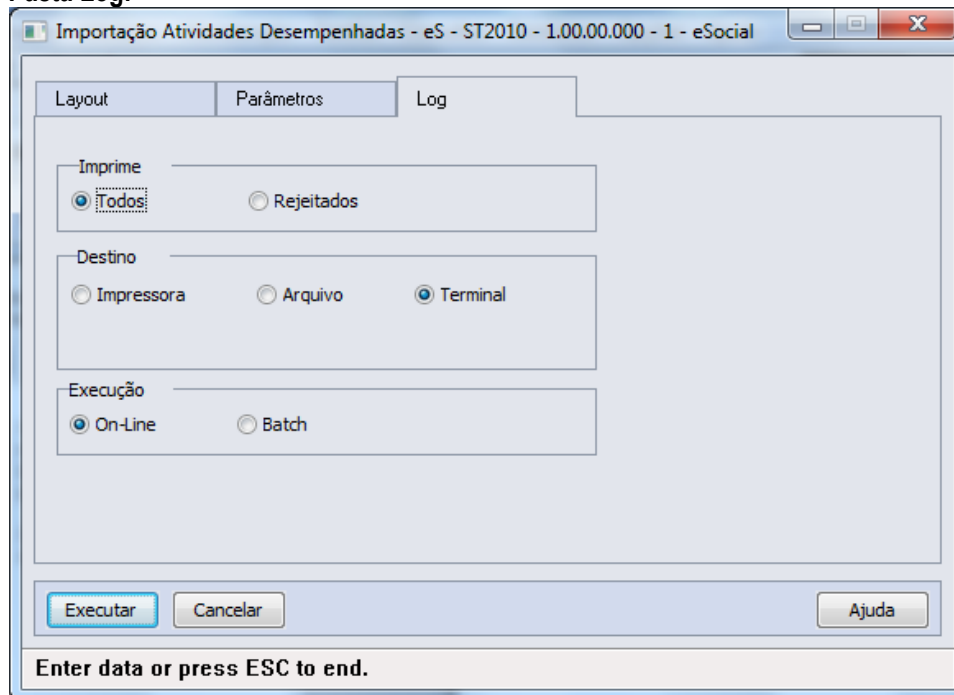 Importação Atividades Desempenhadas - eS - ST2010 - 1.00.00.000 - 1 - eSocial
Layout Parâmetros Log
Imprime
Todos Rejeitados
Destino
Impressora Arquivo Terminal
Execução
On-Line Batch
Executar Cancelar Ajuda
Enter data or press ESC to end.